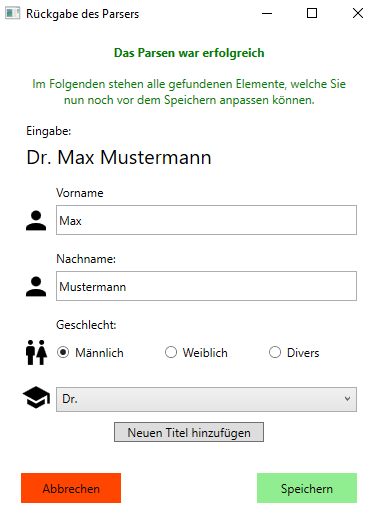 Rückgabe des Parsers
Das Parsen war erfolgreich
Im Folgenden stehen alle gefundenen Elemente, welche Sie
nun noch vor dem Speichern anpassen können.
Eingabe:
Dr. Max Mustermann
Vorname
Max
Nachname:
Mustermann
Geschlecht:
Männlich Weiblich Divers
Dr.
Neuen Titel hinzufügen
Abbrechen Speichern